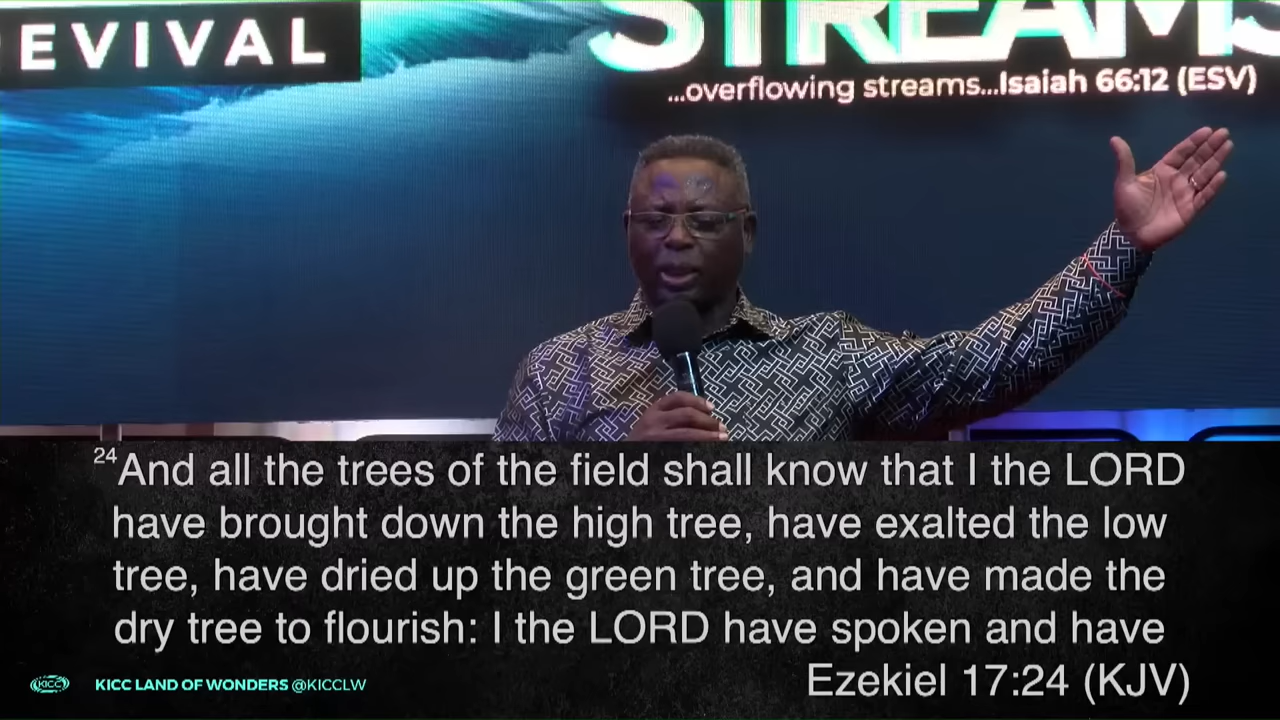 EVIVAL
STREAMS
...overflowing streams...Isaiah 66:12 (ESV)
24And all the trees of the field shall know that I the LORD
have brought down the high tree, have exalted the low
tree, have dried up the green tree, and have made the
dry tree to flourish: I the LORD have spoken and have
Ezekiel 17:24 (KJV)
KICC
KICC LAND OF WONDERS @KICCLW